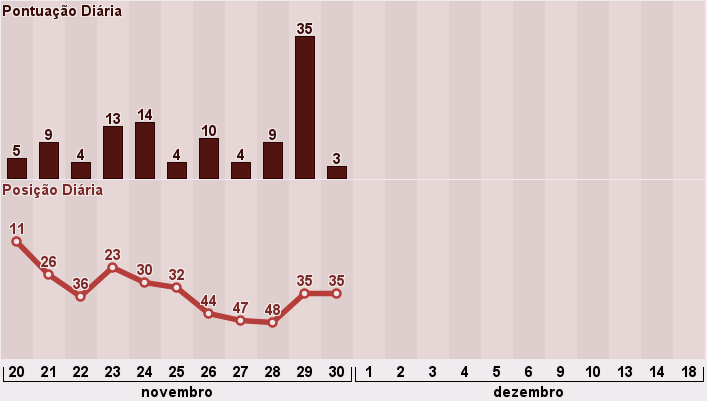 Pontuação Diária
5 9 4 13 14 4 10 4 9 35 3
Posição Diária
11 26 36 23 30 32 44 47 48 35 35
20 21 22 23 24 25 26 27 28 29 30 1 2 3 4 5 6 9 10 13 14 18
novembro dezembro